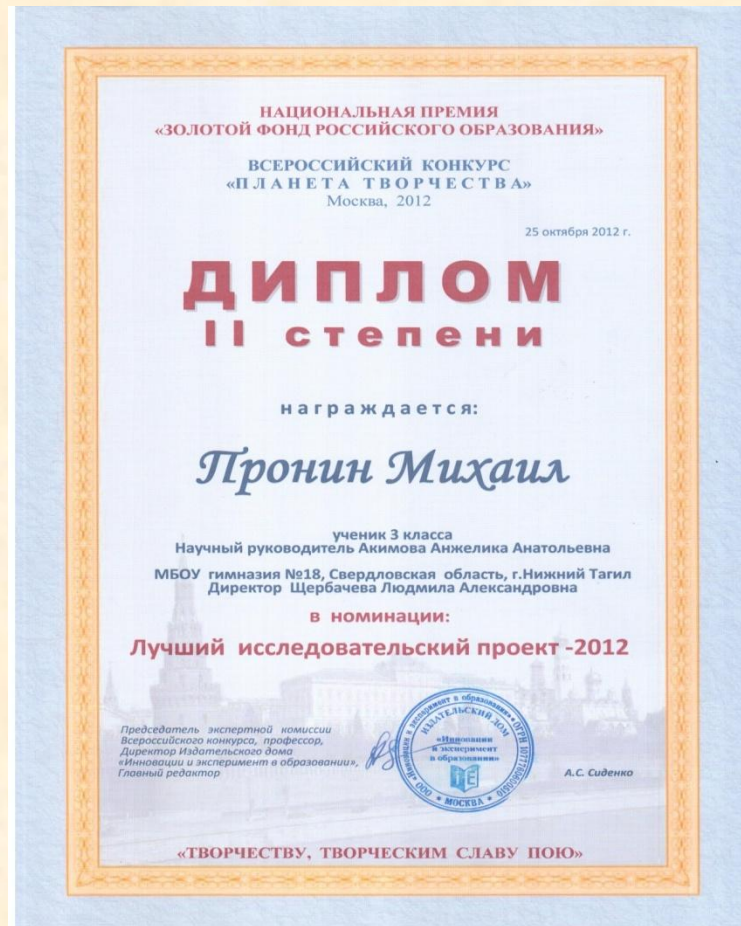 НАЦИОНАЛЬНАЯ ПРЕМИЯ
«ЗОЛОТОЙ ФОНД РОССИЙСКОГО ОБРАЗОВАНИЯ»
ВСЕРОССИЙСКИЙ КОНКУРС
«ПЛАНЕТА ТВОРЧЕСТВА»
Москва, 2012
25 октября 2012 г.
ДИПЛОМ
II степени
награждается:
Пронин Михаил
ученик 3 класса
Научный руководитель Акимова Анжелика Анатольевна
МБОУ гимназия №18, Свердловская область, г.Нижний Тагил
Директор Щербачева Людмила Александровна
в номинации:
Лучший исследовательский проект -2012
Председатель экспертной комиссии
Всероссийского конкурса, профессор,
Директор Издательского дома
«Инновации и эксперимент в образовании»,
Главный редактор
ИЗДАТЕЛЬСКИЙ ДОМ
«Инновации
и эксперимент
в образовании»
ООО
МОСКВА
А.С. Сиденко
«ТВОРЧЕСТВУ, ТВОРЧЕСКИМ СЛАВУ ПОЮ»